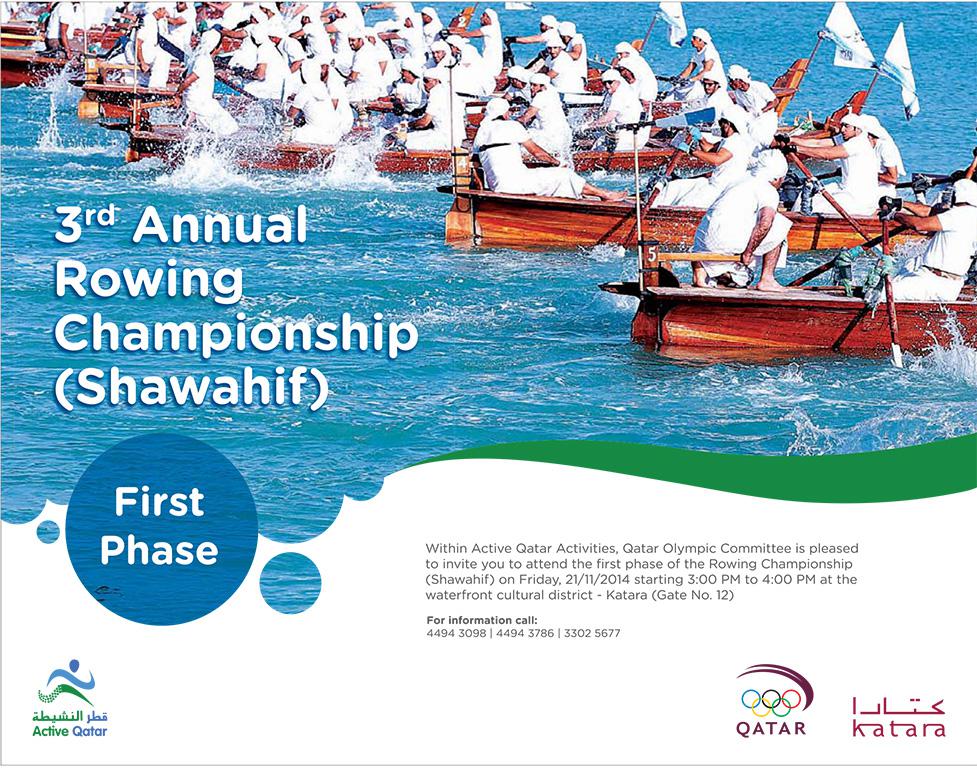 3rd Annual
Rowing
Championship
(Shawahif)
First
Phase
Within Active Qatar Activities, Qatar Olympic Committee is pleased
to invite you to attend the first phase of the Rowing Championship
(Shawahif) on Friday, 21/11/2014 starting 3:00 PM to 4:00 PM at the
waterfront cultural district - Katara (Gate No. 12)
For information call:
4494 3098 | 4494 3786 | 3302 5677
قطر النشيطة
Active Qatar
QATAR
كتارا
katara
5
2